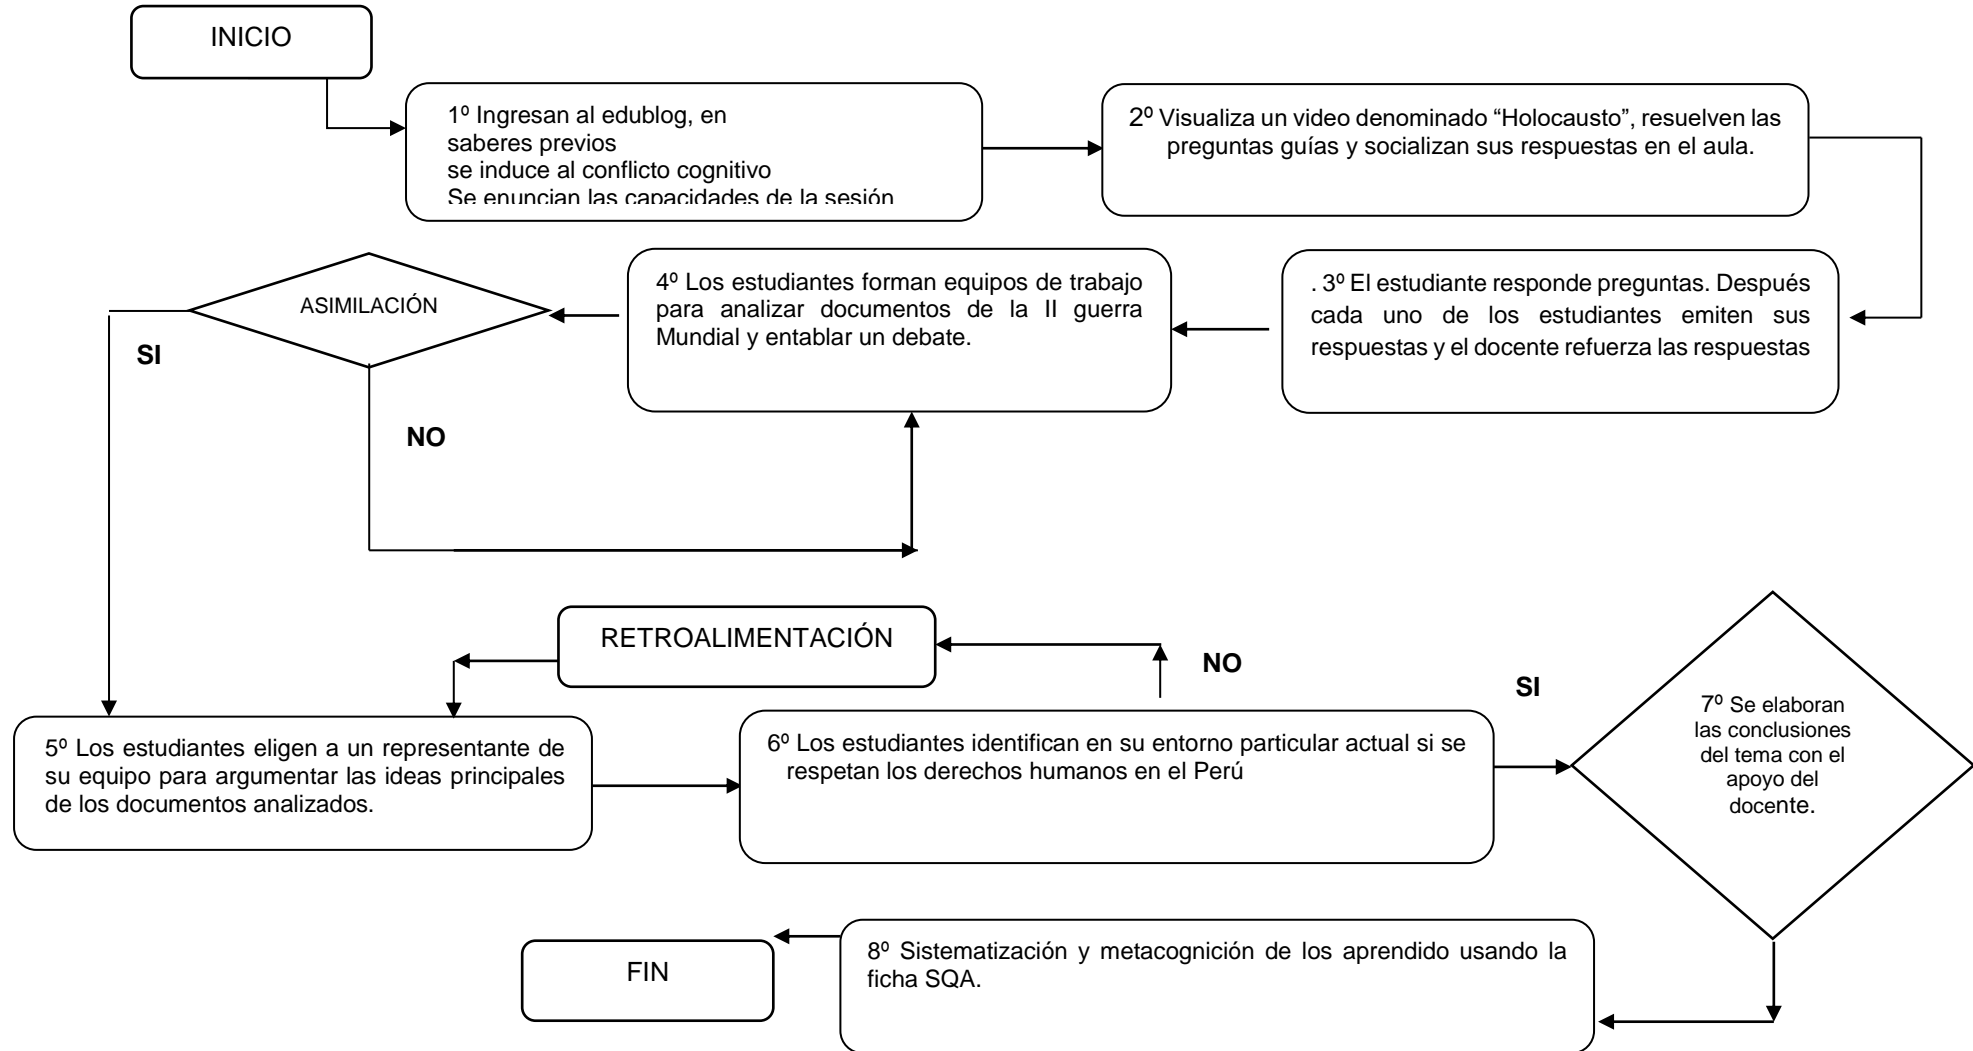 INICIO
1º Ingresan al edublog, en
saberes previos
se induce al conflicto cognitivo
Se enuncian las capacidades de la sesión
2º Visualiza un video denominado “Holocausto”, resuelven las
preguntas guías y socializan sus respuestas en el aula.
. 3º El estudiante responde preguntas. Después
cada uno de los estudiantes emiten sus
respuestas y el docente refuerza las respuestas
4º Los estudiantes forman equipos de trabajo
para analizar documentos de la II guerra
Mundial y entablar un debate.
ASIMILACIÓN
SI
NO
RETROALIMENTACIÓN
NO
SI
5º Los estudiantes eligen a un representante de
su equipo para argumentar las ideas principales
de los documentos analizados.
6º Los estudiantes identifican en su entorno particular actual si se
respetan los derechos humanos en el Perú
7º Se elaboran
las conclusiones
del tema con el
apoyo del
docente.
8º Sistematización y metacognición de los aprendido usando la
ficha SQA.
FIN